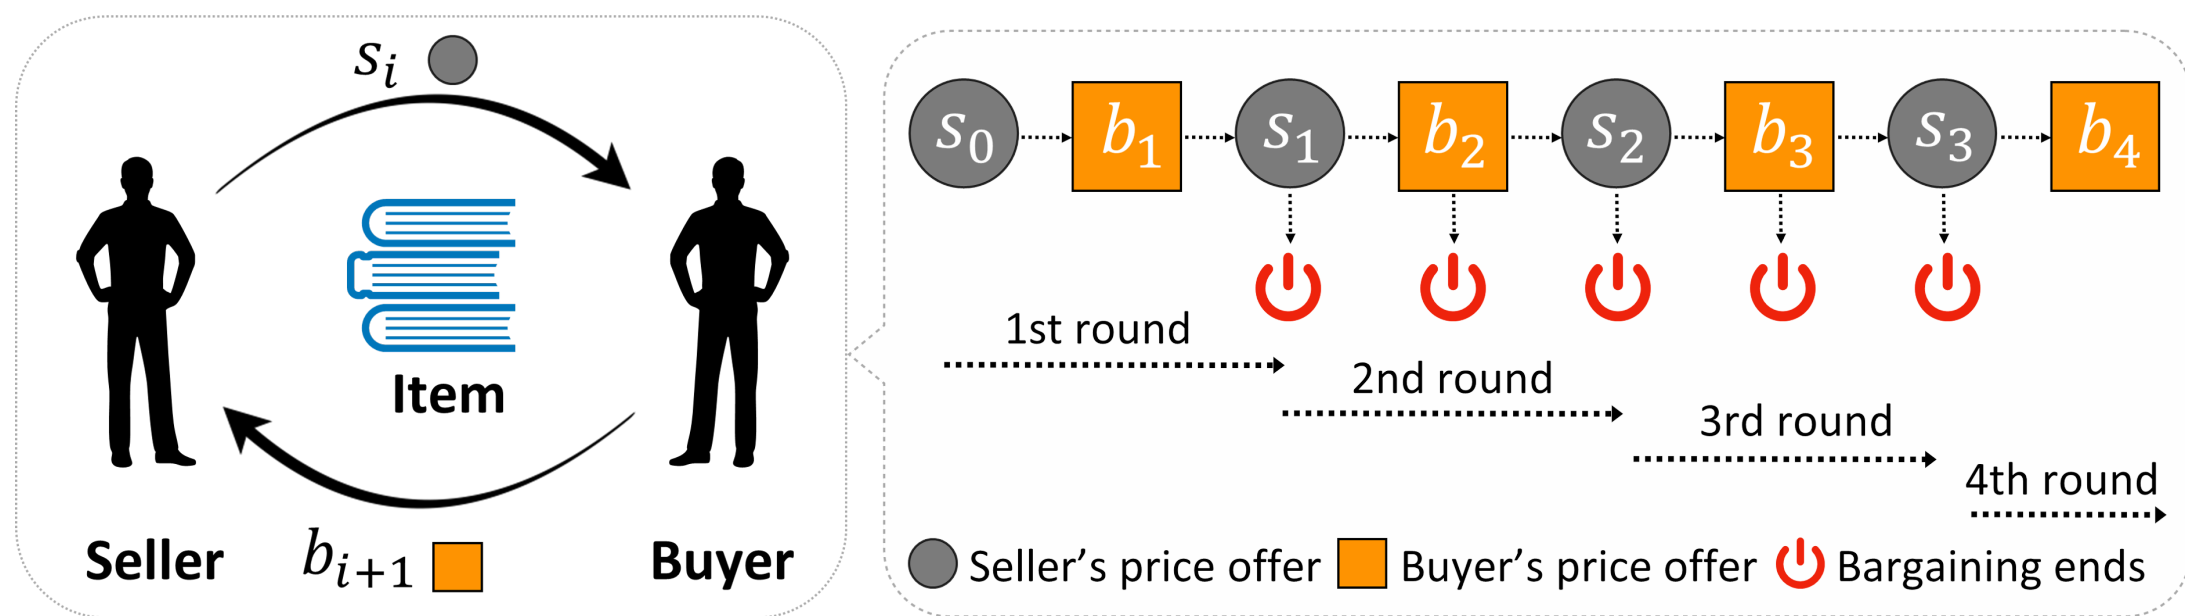 s_i
Item
Seller
b_{i+1}
Buyer
s_0 b_1 s_1 b_2 s_2 b_3 s_3 b_4
1st round
2nd round
3rd round
4th round
Seller’s price offer Buyer’s price offer Bargaining ends